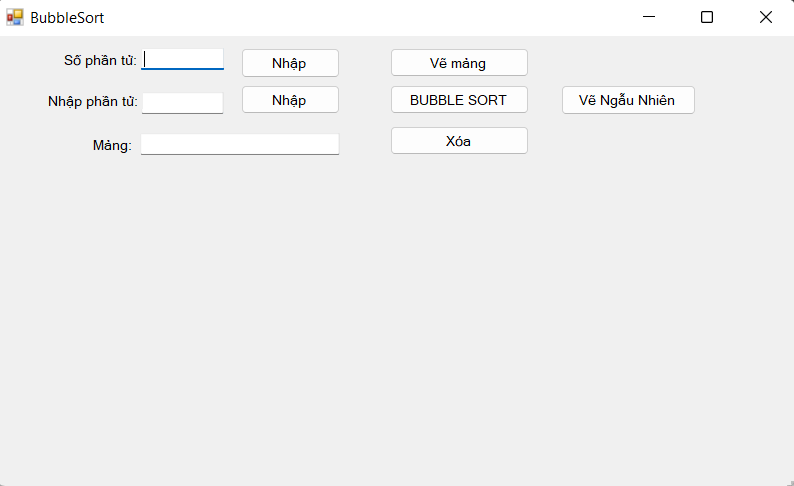 BubbleSort
Số phần tử: Nhập Vẽ mảng
Nhập phần tử: Nhập BUBBLE SORT Vẽ Ngẫu Nhiên
Mảng: Xóa